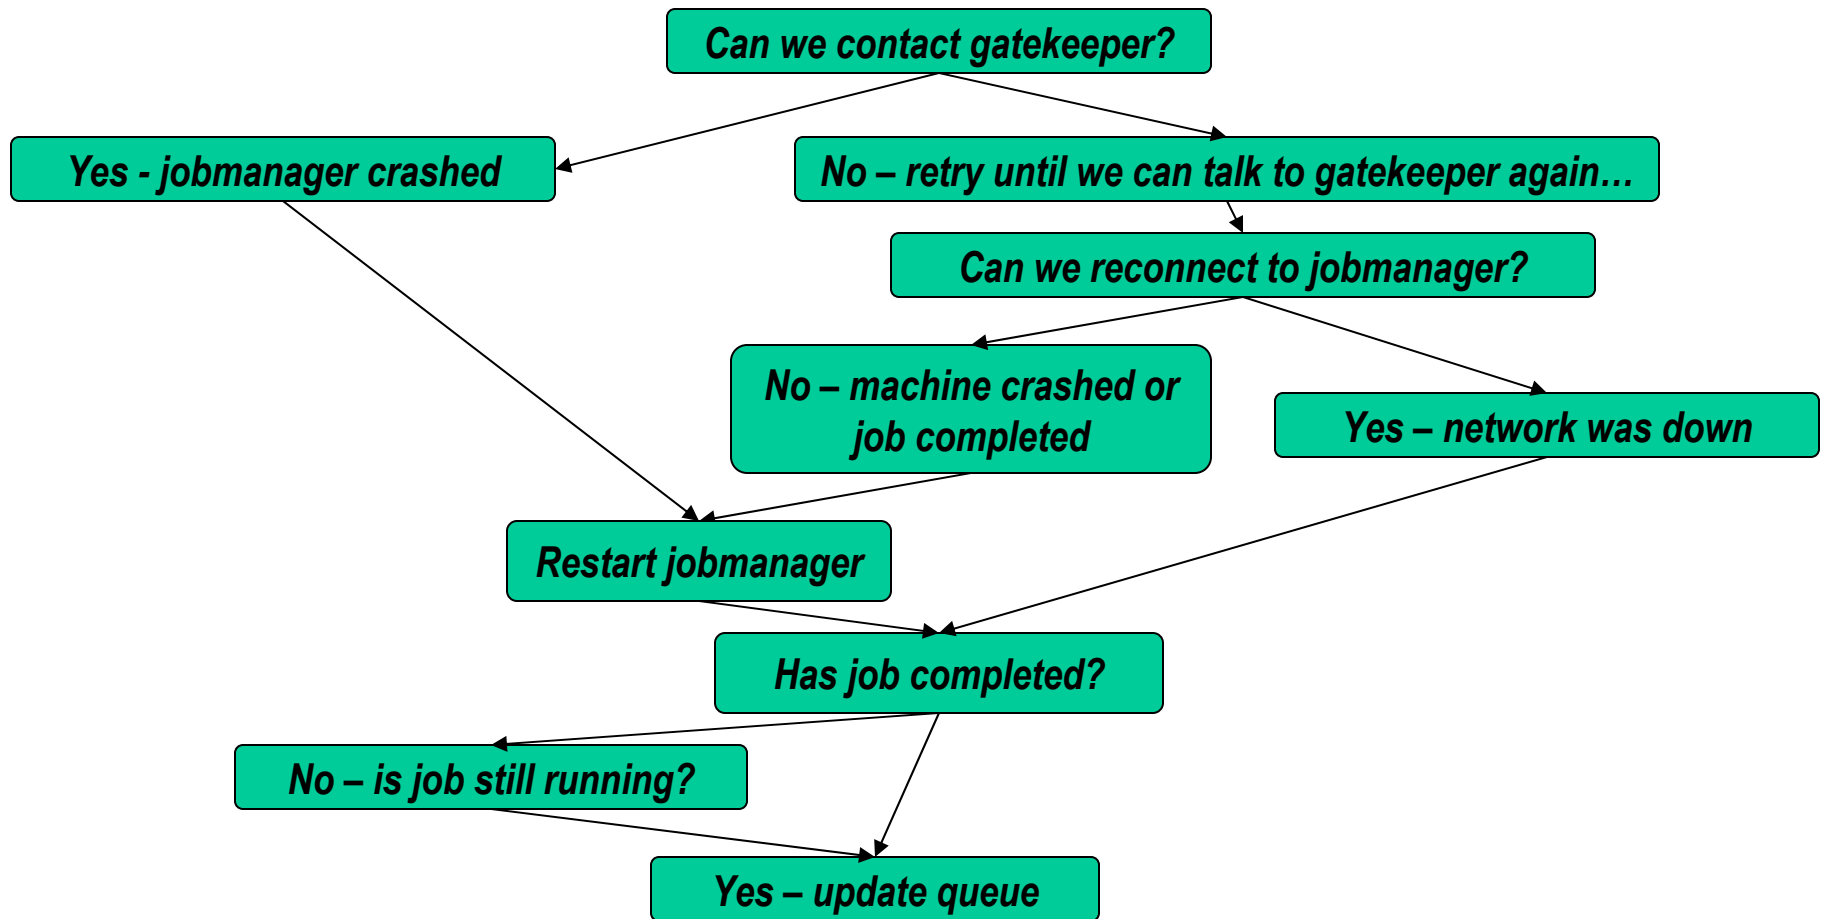 Can we contact gatekeeper?
Yes - jobmanager crashed
No – retry until we can talk to gatekeeper again…
Can we reconnect to jobmanager?
No – machine crashed or
job completed
Yes – network was down
Restart jobmanager
Has job completed?
No – is job still running?
Yes – update queue